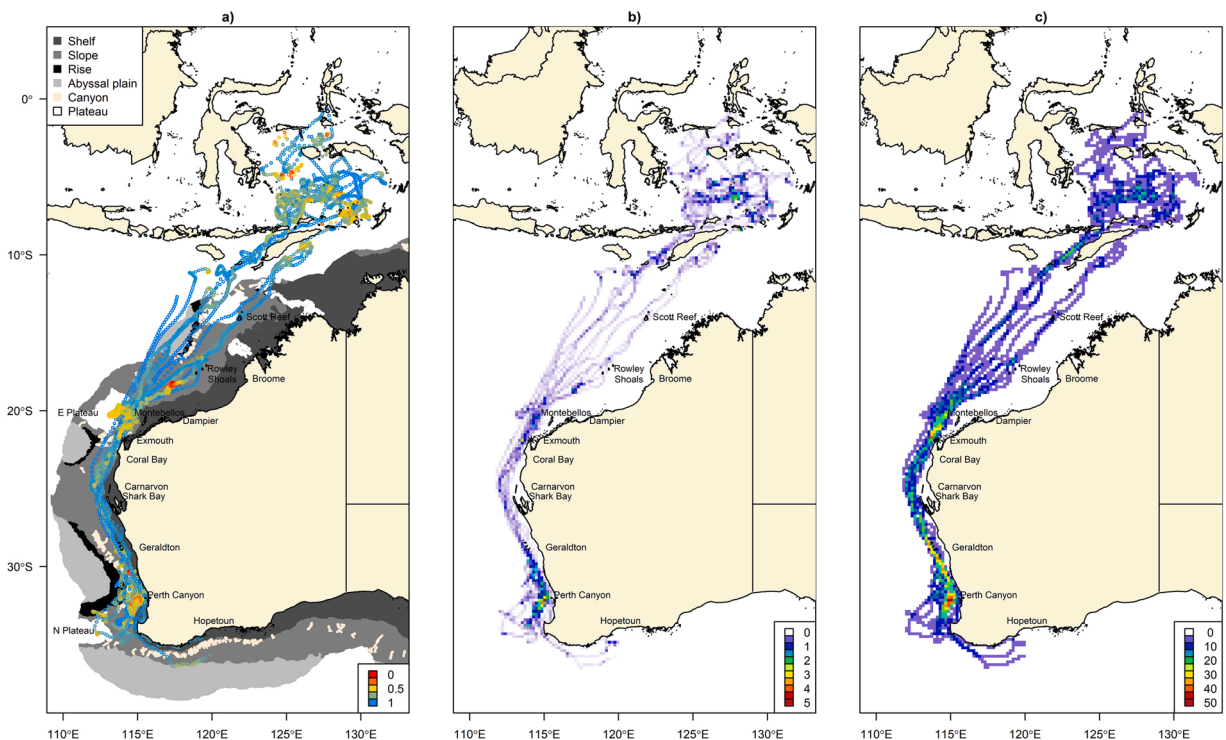 a)
Shelf
Slope
Rise
Abyssal plain
Canyon
Plateau
0°
10°S
20°S
30°S
Scott Reef
Rowley
Shoals
Broome
E Plateau
Montebellos
Dampier
Exmouth
Coral Bay
Carnarvon
Shark Bay
Geraldton
Perth Canyon
N Plateau
Hopetoun
0
0.5
1
110°E 115°E 120°E 125°E 130°E
b)
Scott Reef
Rowley
Shoals
Broome
Montebellos
Dampier
Exmouth
Coral Bay
Carnarvon
Shark Bay
Geraldton
Perth Canyon
Hopetoun
0
1
2
3
4
5
110°E 115°E 120°E 125°E 130°E
c)
Scott Reef
Rowley
Shoals
Broome
Montebellos
Dampier
Exmouth
Coral Bay
Carnarvon
Shark Bay
Geraldton
Perth Canyon
Hopetoun
0
10
20
30
40
50
110°E 115°E 120°E 125°E 130°E